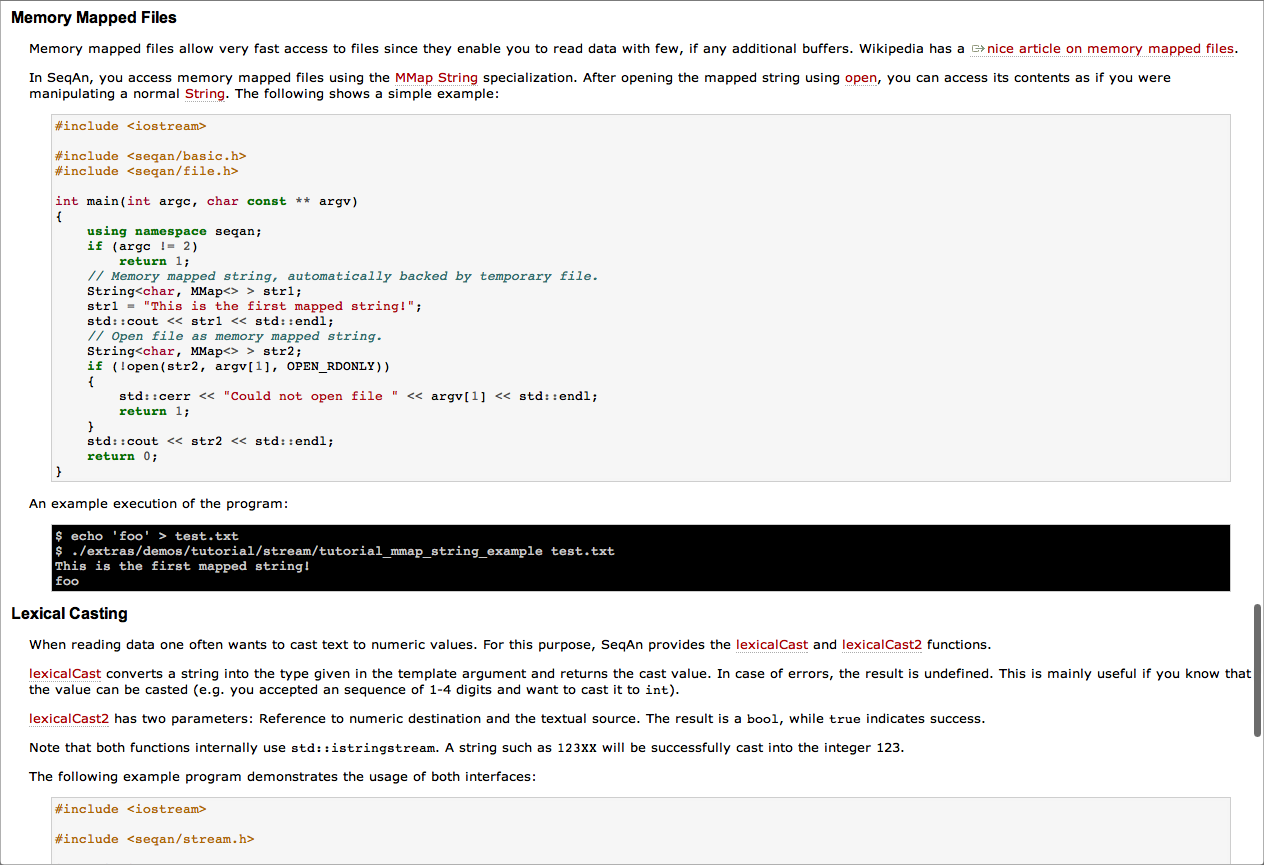 Memory Mapped Files
Memory mapped files allow very fast access to files since they enable you to read data with few, if any additional buffers. Wikipedia has a nice article on memory mapped files.
In SeqAn, you access memory mapped files using the MMap String specialization. After opening the mapped string using open, you can access its contents as if you were
manipulating a normal String. The following shows a simple example:
#include <iostream>
#include <seqan/basic.h>
#include <seqan/file.h>
int main(int argc, char const ** argv)
{
    using namespace seqan;
    if (argc != 2)
        return 1;
    // Memory mapped string, automatically backed by temporary file.
    String<char, MMap<> > str1;
    str1 = "This is the first mapped string!";
    std::cout << str1 << std::endl;
    // Open file as memory mapped string.
    String<char, MMap<> > str2;
    if (!open(str2, argv[1], OPEN_RDONLY))
    {
        std::cerr << "Could not open file " << argv[1] << std::endl;
        return 1;
    }
    std::cout << str2 << std::endl;
    return 0;
}
An example execution of the program:
$ echo 'foo' > test.txt
$ ./extras/demos/tutorial/stream/tutorial_mmap_string_example test.txt
This is the first mapped string!
foo
Lexical Casting
When reading data one often wants to cast text to numeric values. For this purpose, SeqAn provides the lexicalCast and lexicalCast2 functions.
lexicalCast converts a string into the type given in the template argument and returns the cast value. In case of errors, the result is undefined. This is mainly useful if you know that
the value can be casted (e.g. you accepted an sequence of 1-4 digits and want to cast it to int).
lexicalCast2 has two parameters: Reference to numeric destination and the textual source. The result is a bool, while true indicates success.
Note that both functions internally use std::istringstream. A string such as 123XX will be successfully cast into the integer 123.
The following example program demonstrates the usage of both interfaces:
#include <iostream>
#include <seqan/stream.h>